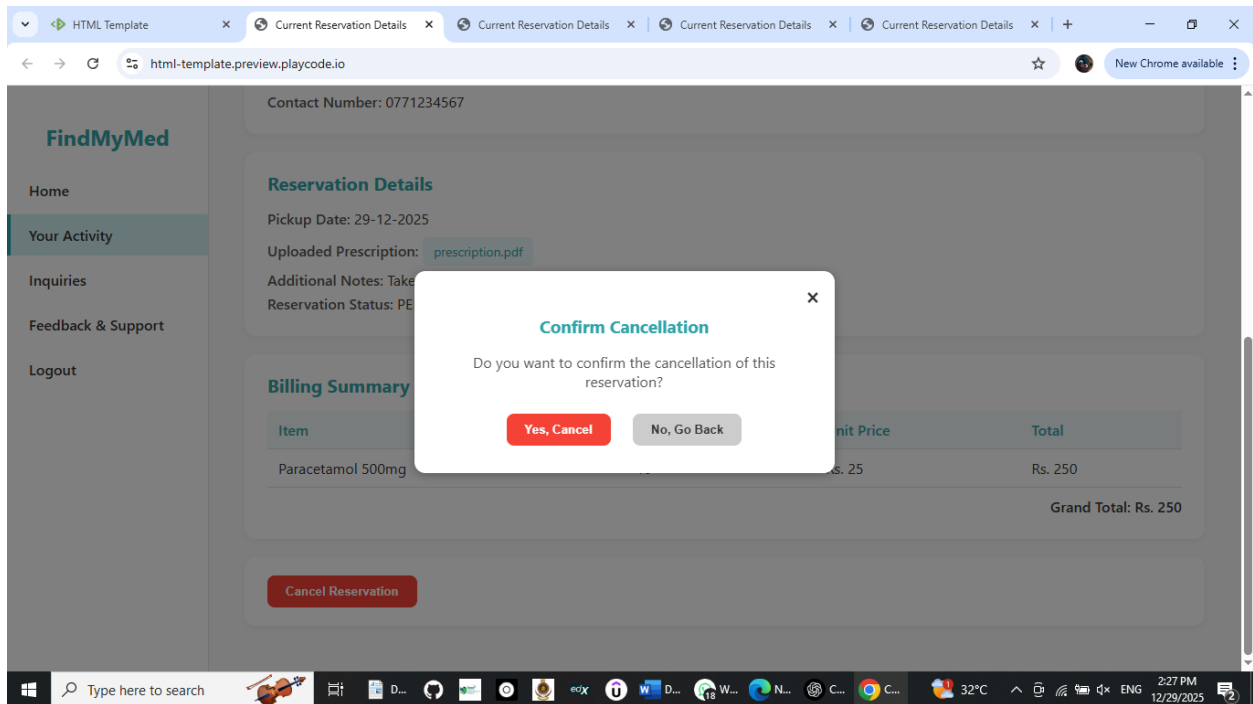 HTML Template
Current Reservation Details
Current Reservation Details
Current Reservation Details
Current Reservation Details
html-template.preview.playcode.io
New Chrome available
FindMyMed
Home
Your Activity
Inquiries
Feedback & Support
Logout
Contact Number: 0771234567
Reservation Details
Pickup Date: 29-12-2025
Uploaded Prescription: prescription.pdf
Additional Notes: Take
Reservation Status: PE
Confirm Cancellation
Do you want to confirm the cancellation of this
reservation?
Yes, Cancel No, Go Back
Billing Summary
Item nit Price Total
Paracetamol 500mg Rs. 25 Rs. 250
Grand Total: Rs. 250
Cancel Reservation
Type here to search
D...
edX
D...
18 W...
N...
C...
C...
1 32°C
ENG
2:27 PM
12/29/2025
2